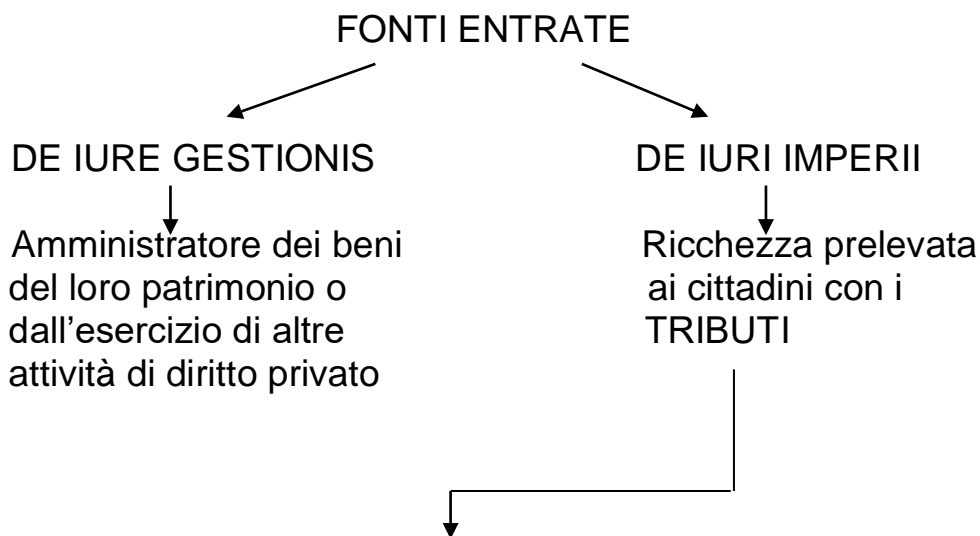 FONTI ENTRATE
DE IURE GESTIONIS
Amministratore dei beni
del loro patrimonio o
dall’esercizio di altre
attività di diritto privato
DE IURI IMPERII
Ricchezza prelevata
ai cittadini con i
TRIBUTI